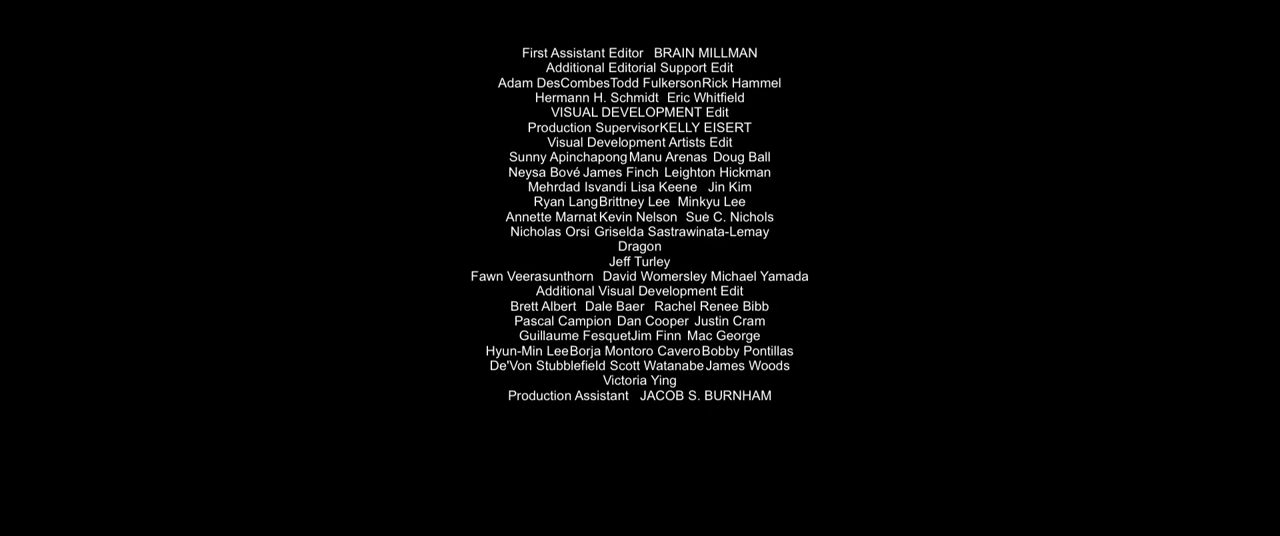 First Assistant Editor BRAIN MILLMAN
Additional Editorial Support Edit
Adam DesCombesTodd FulkersonRick Hammel
Hermann H. Schmidt Eric Whitfield
VISUAL DEVELOPMENT Edit
Production SupervisorKELLY EISERT
Visual Development Artists Edit
Sunny ApinchapongManu Arenas Doug Ball
Neysa Bové James Finch Leighton Hickman
Mehrdad Isvandi Lisa Keene Jin Kim
Ryan LangBrittney Lee Minkyu Lee
Annette Marnat Kevin Nelson Sue C. Nichols
Nicholas Orsi Griselda Sastrawinata-Lemay
Dragon
Jeff Turley
Fawn Veerasunthorn David Womersley Michael Yamada
Additional Visual Development Edit
Brett Albert Dale Baer Rachel Renee Bibb
Pascal Campion Dan Cooper Justin Cram
Guillaume FesquetJim Finn Mac George
Hyun-Min LeeBorja Montoro CaveroBobby Pontillas
De'Von Stubblefield Scott WatanabeJames Woods
Victoria Ying
Production Assistant JACOB S. BURNHAM